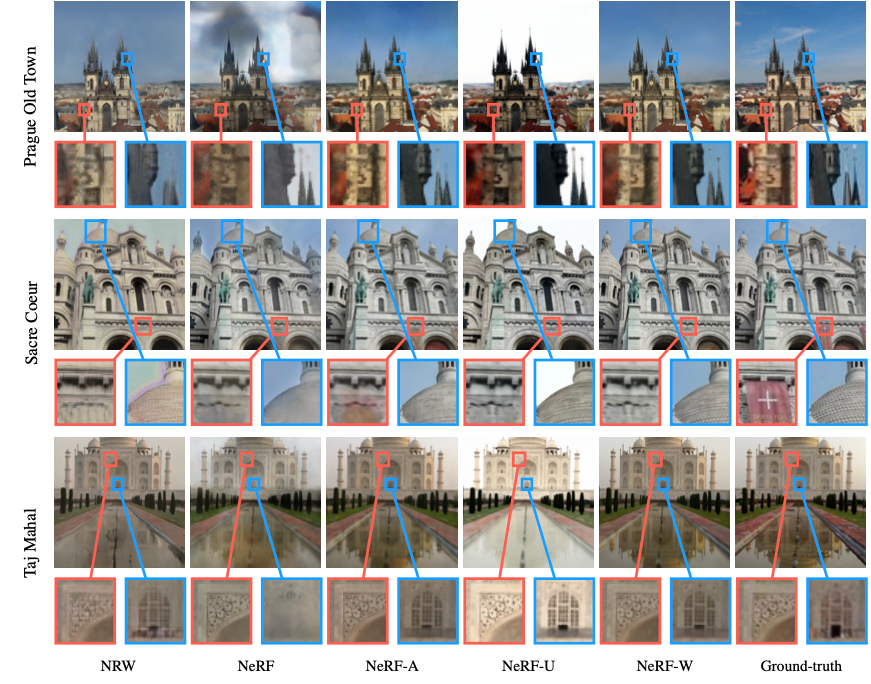 Prague Old Town
Sacre Coeur
Taj Mahal
NRW
NeRF
NeRF-A
NeRF-U
NeRF-W
Ground-truth